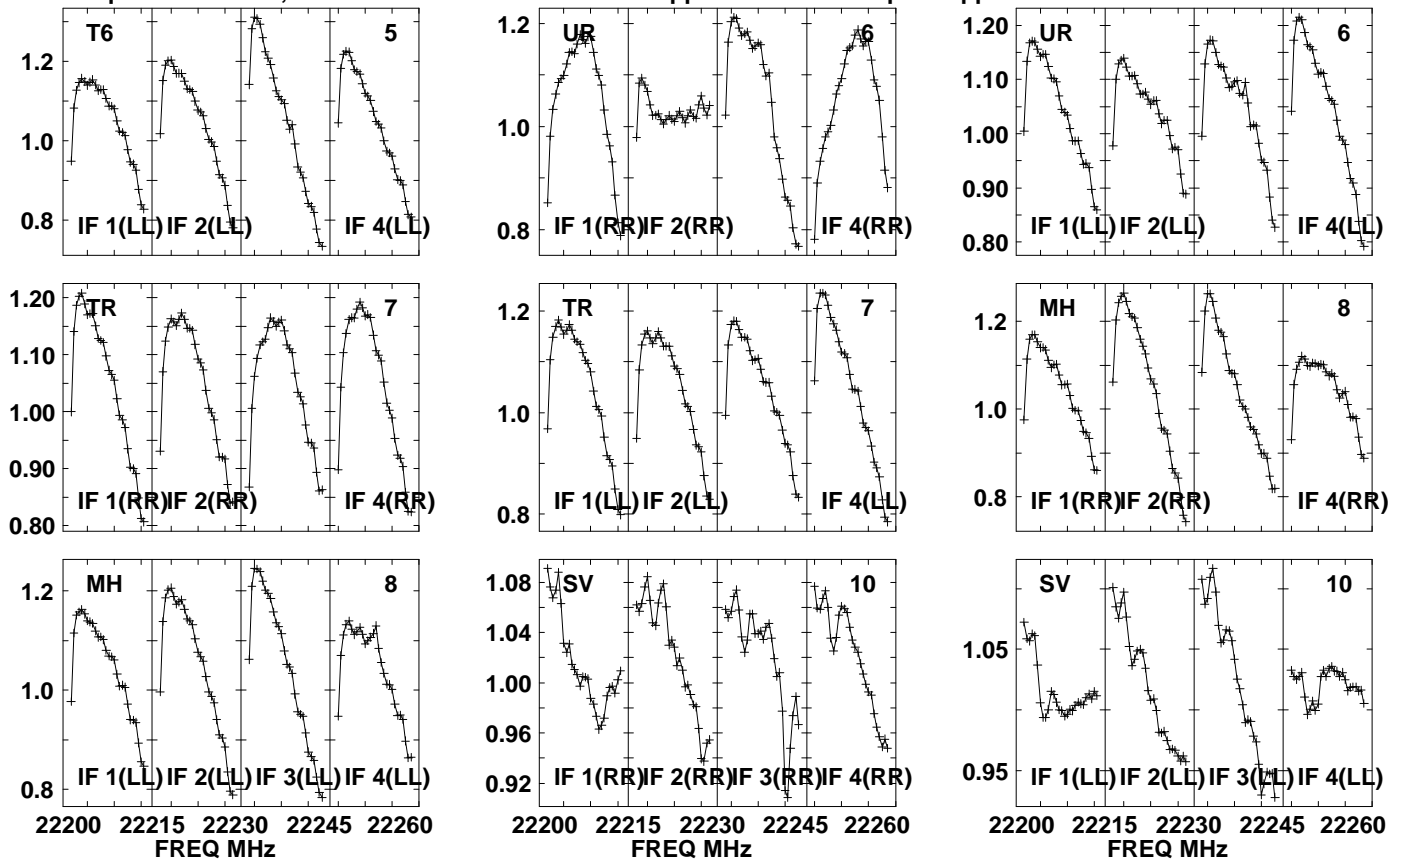 T6 5 UR 6 UR 6
1.2 1.0 0.8
1.2 1.0 0.8
1.20 1.10 1.00 0.90 0.80
IF 1(LL) IF 2(LL) IF 4(LL)
IF 1(RR) IF 2(RR) IF 4(RR)
IF 1(LL) IF 2(LL) IF 4(LL)
TR 7 TR 7 MH 8
1.20 1.10 1.00 0.90 0.80
1.2 1.0 0.8
1.2 1.0 0.8
IF 1(RR) IF 2(RR) IF 4(RR)
IF 1(LL) IF 2(LL) IF 4(LL)
IF 1(RR) IF 2(RR) IF 4(RR)
MH 8 SV 10 SV 10
1.2 1.0 0.8
1.08 1.04 1.00 0.96 0.92
1.05 0.95
IF 1(LL) IF 2(LL) IF 3(LL) IF 4(LL)
IF 1(RR) IF 2(RR) IF 3(RR) IF 4(RR)
IF 1(LL) IF 2(LL) IF 3(LL) IF 4(LL)
22200 22215 22230 22245 22260
22200 22215 22230 22245 22260
22200 22215 22230 22245 22260
FREQ MHz FREQ MHz FREQ MHz